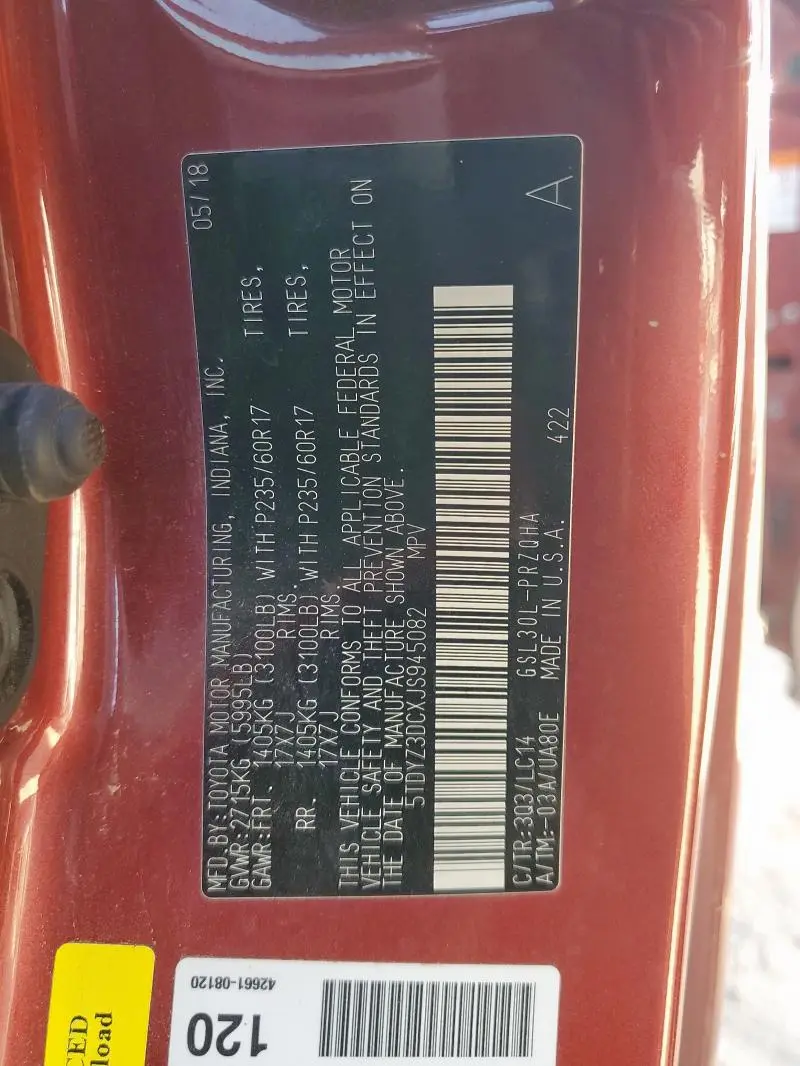 MFD.BY:TOYOTA MOTOR MANUFACTURING, INDIANA, INC. 05/18
GVWR:2715KG (5995LB)
GAWR:FRT. 1405KG (3100LB) WITH P235/60R17 TIRES,
17X7J RIMS.
RR. 1405KG (3100LB) WITH P235/60R17 TIRES,
17X7J RIMS.
THIS VEHICLE CONFORMS TO ALL APPLICABLE FEDERAL MOTOR
VEHICLE SAFETY AND THEFT PREVENTION STANDARDS IN EFFECT ON
THE DATE OF MANUFACTURE SHOWN ABOVE.
5TDYZ3DCXJS945082 MPV
C/TR:3Q3/LC14 GSL30L-PRZQHA 422
A/TM:-03A/UA80E MADE IN U.S.A.
A
42661-08120
120
CED
load